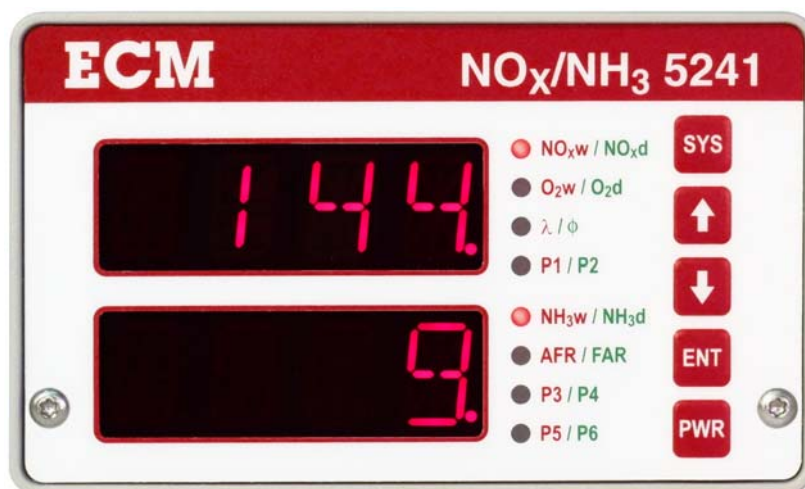 ECM
NOx/NH3 5241
144.
NOxw / NOxd
O2w / O2d
λ / ϕ
P1 / P2
9.
NH3w / NH3d
AFR / FAR
P3 / P4
P5 / P6
SYS
ENT
PWR